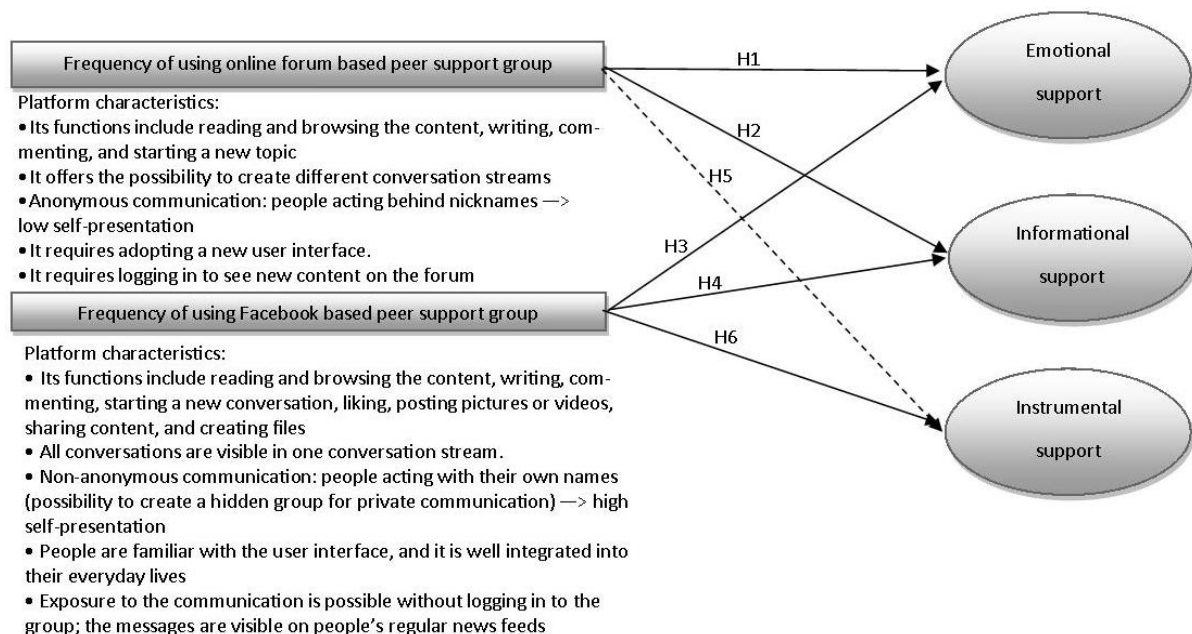 Frequency of using online forum based peer support group
Platform characteristics:
• Its functions include reading and browsing the content, writing, com-
menting, and starting a new topic
• It offers the possibility to create different conversation streams
• Anonymous communication: people acting behind nicknames —>
low self-presentation
• It requires adopting a new user interface.
• It requires logging in to see new content on the forum
Frequency of using Facebook based peer support group
Platform characteristics:
• Its functions include reading and browsing the content, writing, com-
menting, starting a new conversation, liking, posting pictures or videos,
sharing content, and creating files
• All conversations are visible in one conversation stream.
• Non-anonymous communication: people acting with their own names
(possibility to create a hidden group for private communication) —> high
self-presentation
• People are familiar with the user interface, and it is well integrated into
their everyday lives
• Exposure to the communication is possible without logging in to the
group; the messages are visible on people's regular news feeds
H1
H2
H5
H3
H4
H6
Emotional
support
Informational
support
Instrumental
support